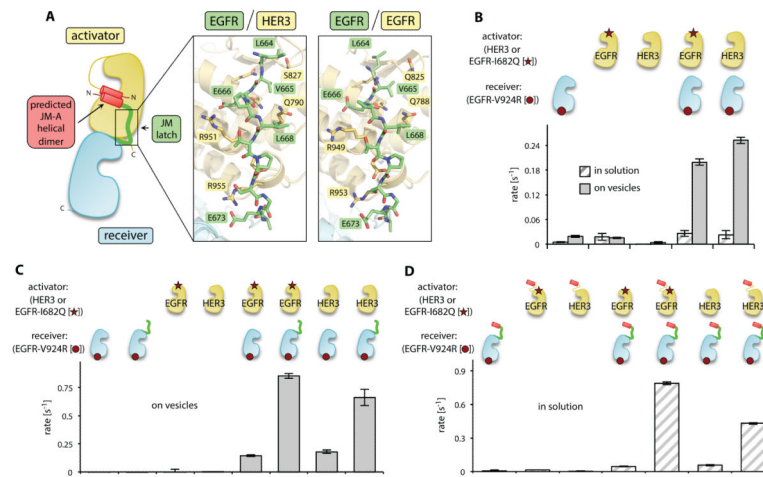 A
EGFR / HER3
EGFR / EGFR
activator
N
N
predicted
JM-A
helical
dimer
JM
latch
C
C
receiver
L664
S827
E666
V665
Q790
L668
R951
R955
E673
L664
Q825
E666
V665
Q788
L668
R949
R953
E673
B
activator:
(HER3 or
EGFR-I682Q [★])
EGFR HER3 EGFR HER3
receiver:
(EGFR-V924R [●])
in solution
on vesicles
rate [s⁻¹]
0.24
0.18
0.12
0.06
0
C
activator:
(HER3 or
EGFR-I682Q [★])
EGFR HER3 EGFR EGFR HER3 HER3
receiver:
(EGFR-V924R [●])
on vesicles
rate [s⁻¹]
0.75
0.5
0.25
0
D
activator:
(HER3 or
EGFR-I682Q [★])
EGFR HER3 EGFR EGFR HER3 HER3
receiver:
(EGFR-V924R [●])
in solution
rate [s⁻¹]
0.9
0.6
0.3
0